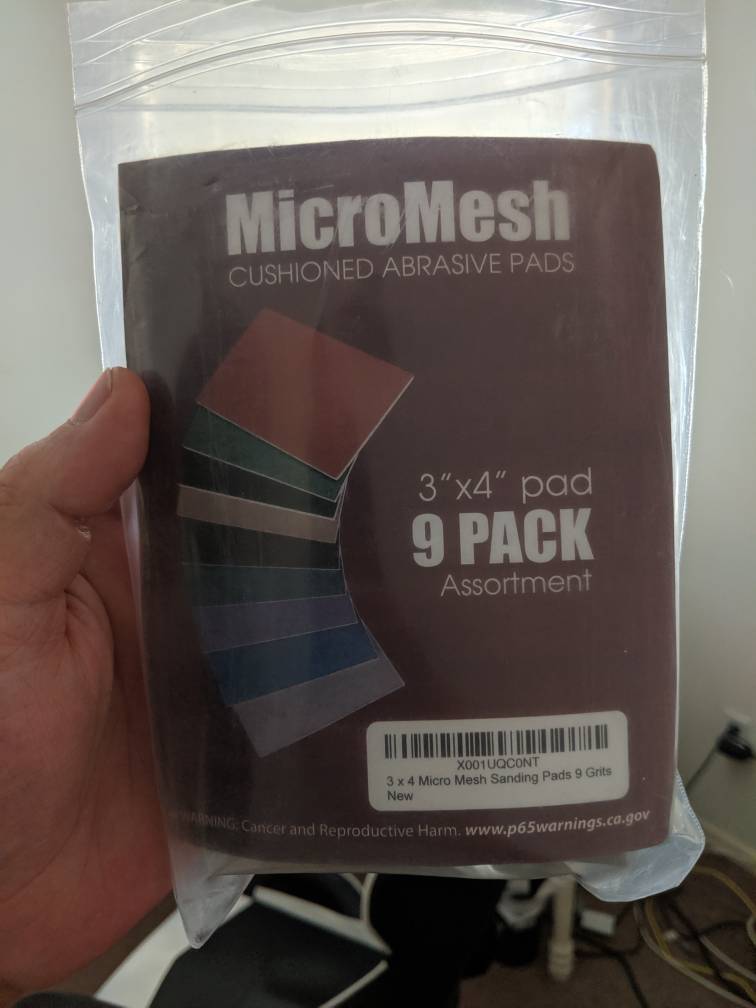 MicroMesh
CUSHIONED ABRASIVE PADS
3"x4" pad
9 PACK
Assortment
X001UQC0NT
3 x 4 Micro Mesh Sanding Pads 9 Grits
New
WARNING: Cancer and Reproductive Harm. www.p65warnings.ca.gov